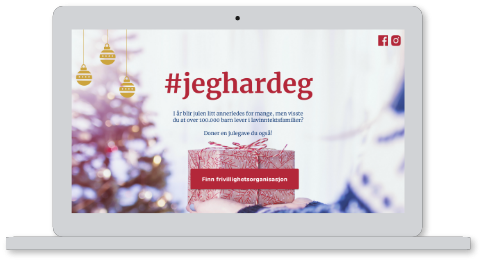 #jeghardeg
I år blir julen litt annerledes for mange, men visste
du at over 100.000 barn lever i lavinntektsfamilier?
Doner en julegave du også!
Finn frivillighetsorganisasjon